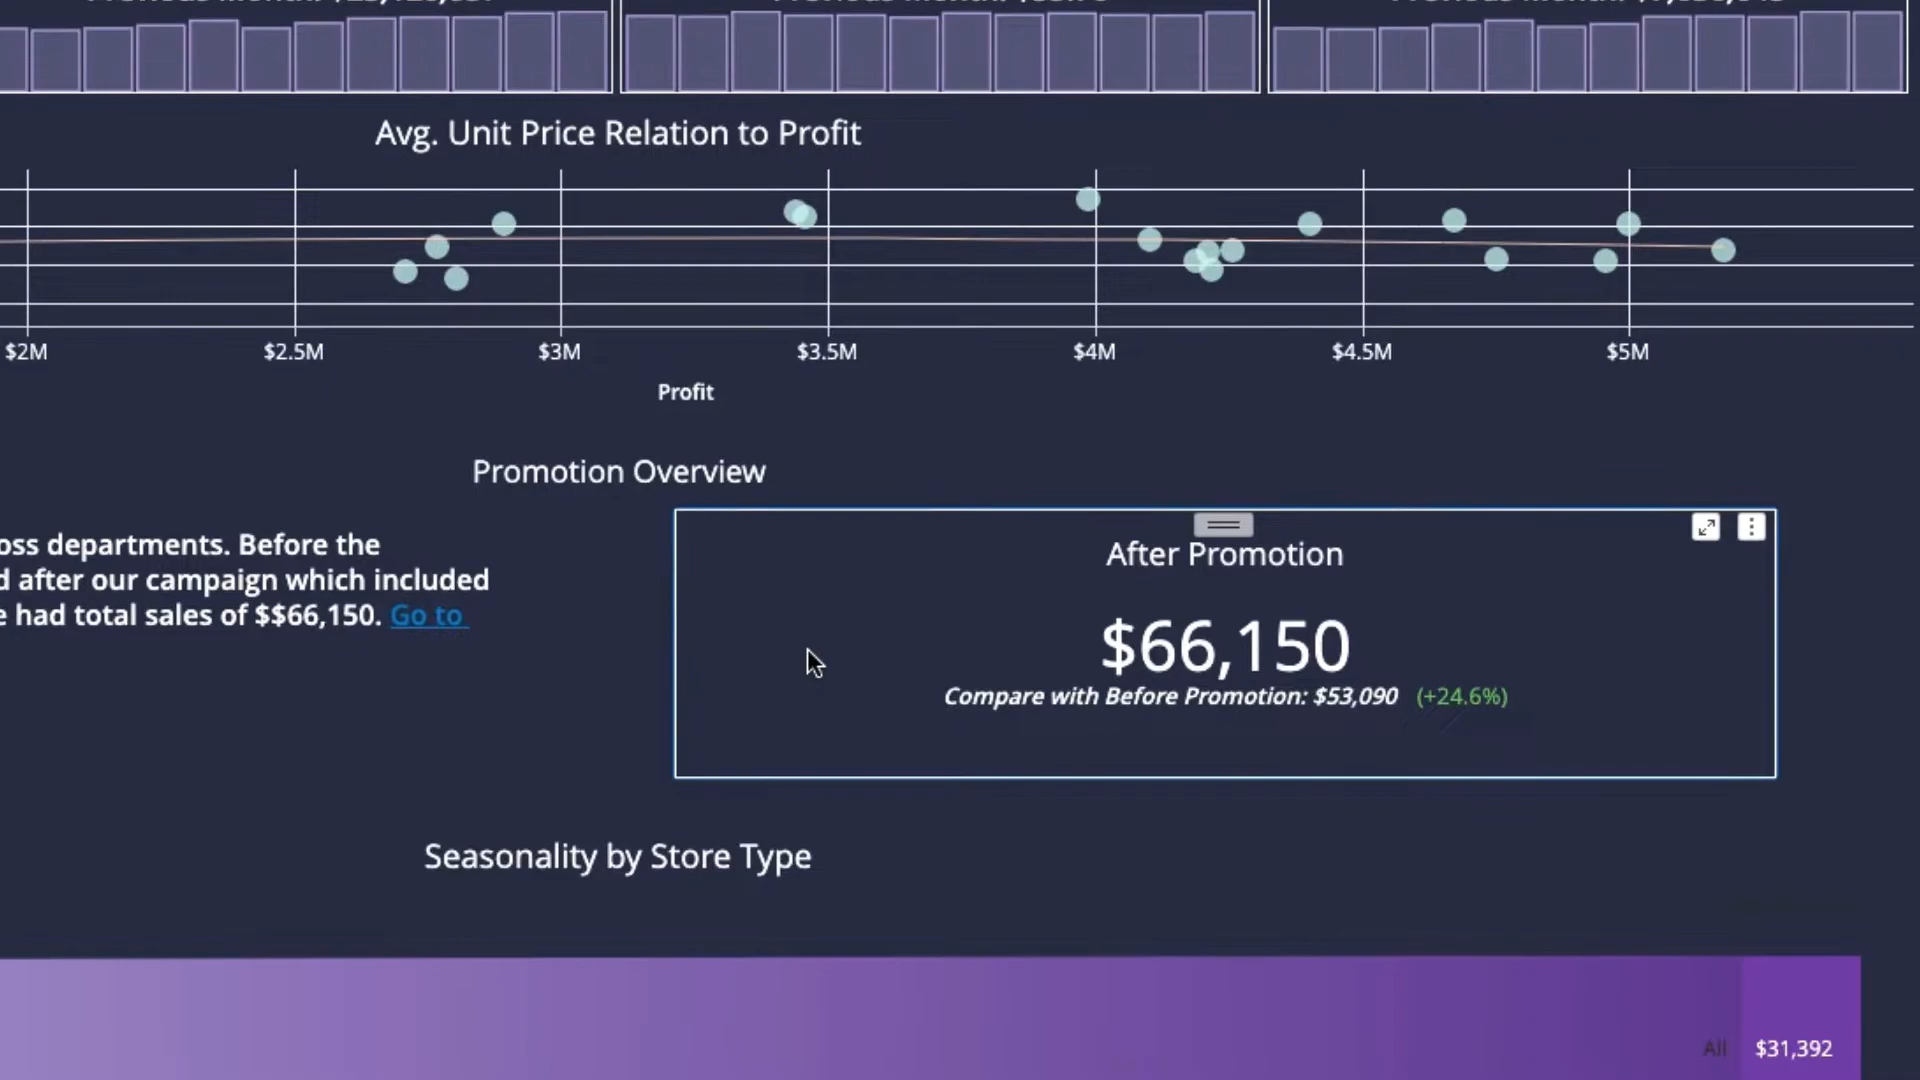 Avg. Unit Price Relation to Profit
$2M $2.5M $3M $3.5M $4M $4.5M $5M
Profit
Promotion Overview
oss departments. Before the
d after our campaign which included
e had total sales of $$66,150. Go to
After Promotion
$66,150
Compare with Before Promotion: $53,090 (+24.6%)
Seasonality by Store Type
All $31,392